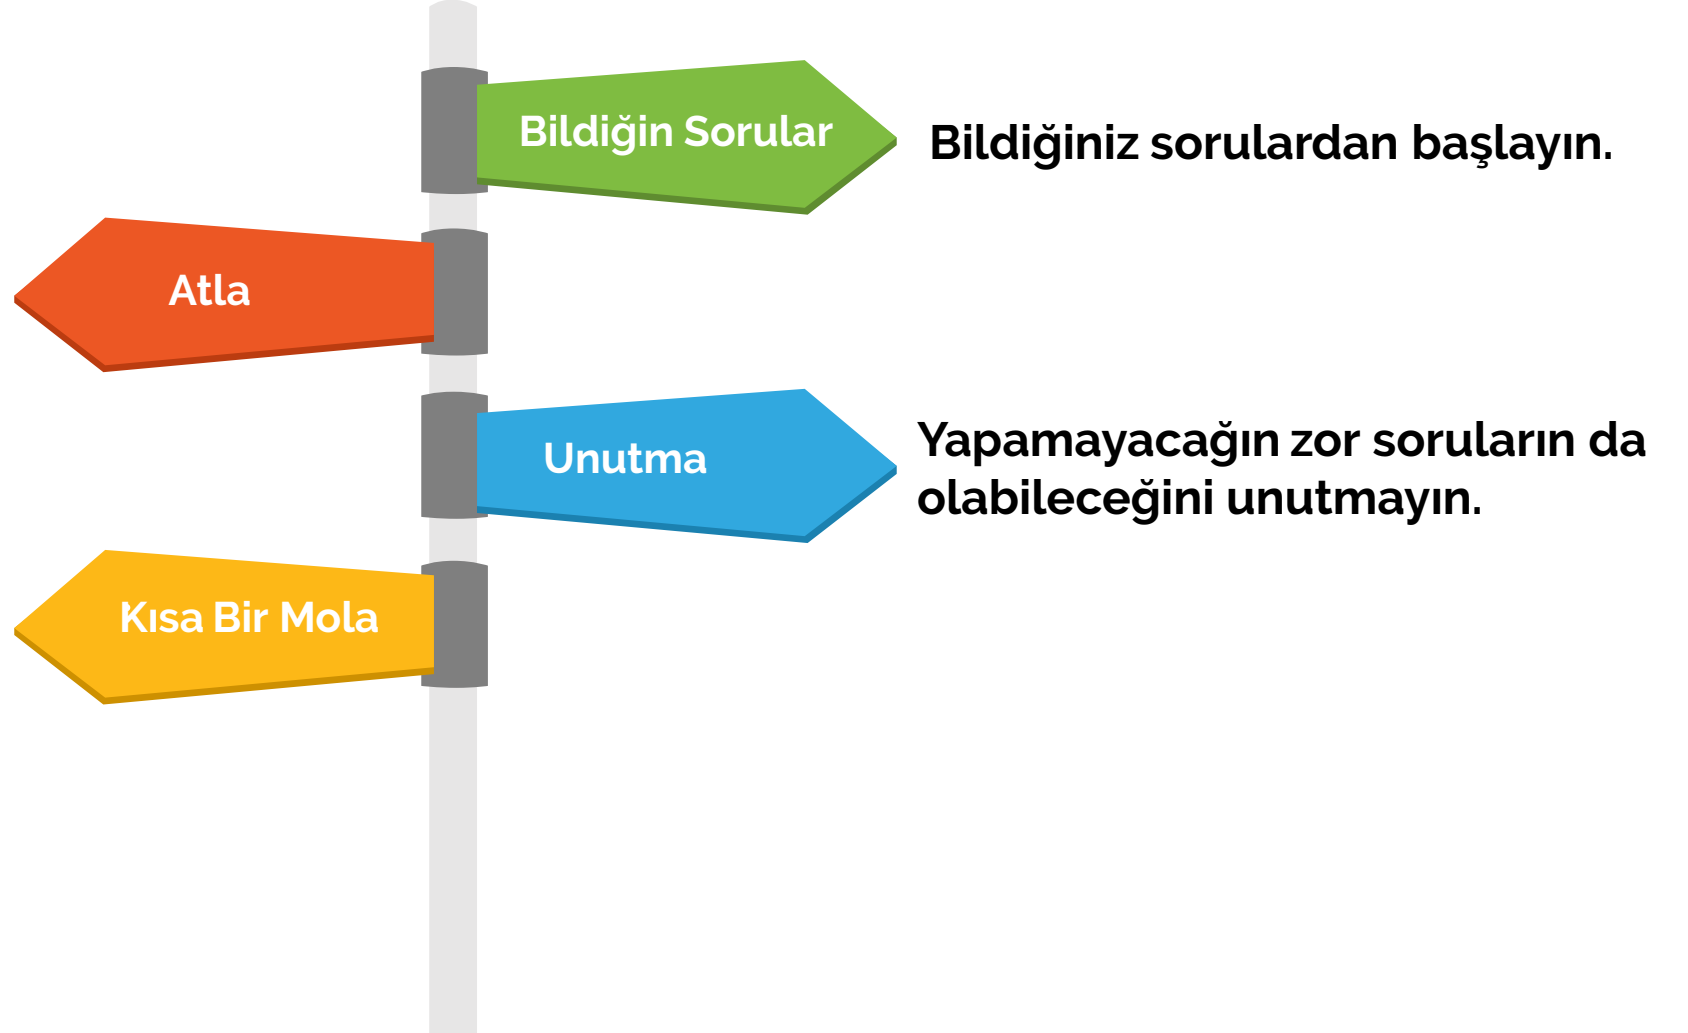 Bildiğin Sorular
Bildiğiniz sorulardan başlayın.
Atla
Unutma
Yapamayacağın zor soruların da
olabileceğini unutmayın.
Kısa Bir Mola